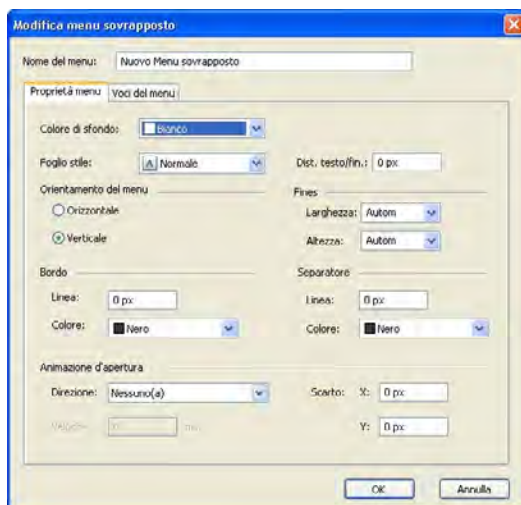 Modifica menu sovrapposto
Nome del menu: Nuovo Menu sovrapposto
Proprietà menu Voci del menu
Colore di sfondo: Bianco
Foglio stile: A Normale Dist. testo/fin.: 0 px
Orientamento del menu Fines
Orizzontale Larghezza: Autom
Verticale Altezza: Autom
Bordo Separatore
Linea: 0 px Linea: 0 px
Colore: Nero Colore: Nero
Animazione d'apertura
Direzione: Nessuno(a) Scarto: X: 0 px
Y: 0 px
OK Annulla